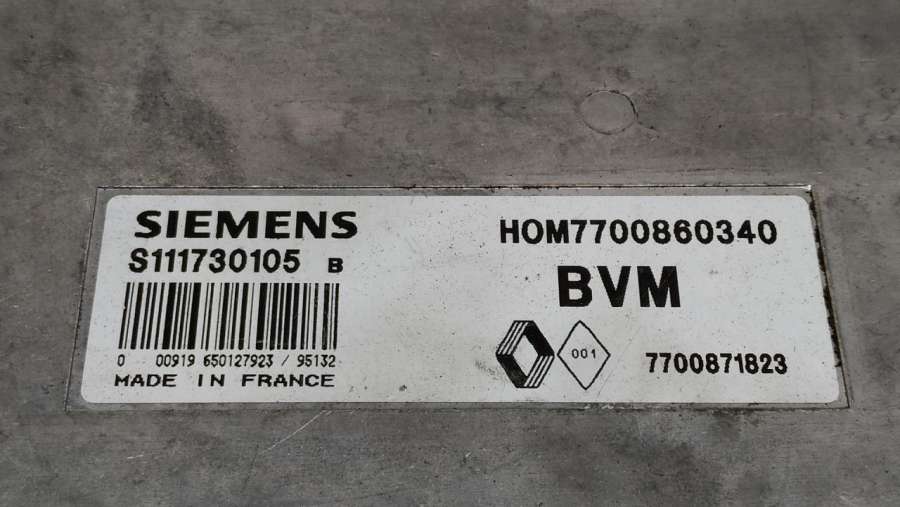 SIEMENS
S111730105 B
0 00919 650127923 / 95132
MADE IN FRANCE
HOM7700860340
BVM
001
7700871823